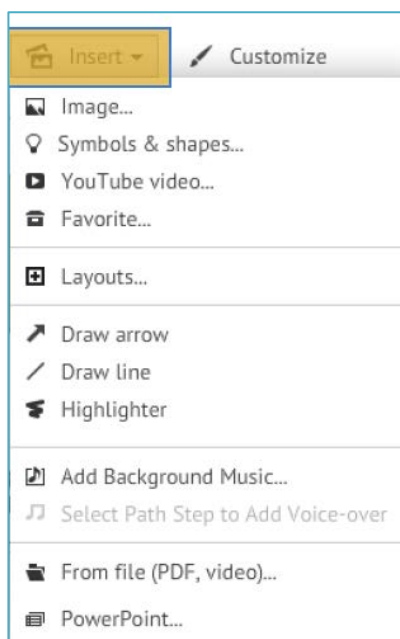 Insert Customize
Image...
Symbols & shapes...
YouTube video...
Favorite...
Layouts...
Draw arrow
Draw line
Highlighter
Add Background Music...
Select Path Step to Add Voice-over
From file (PDF, video)...
PowerPoint...